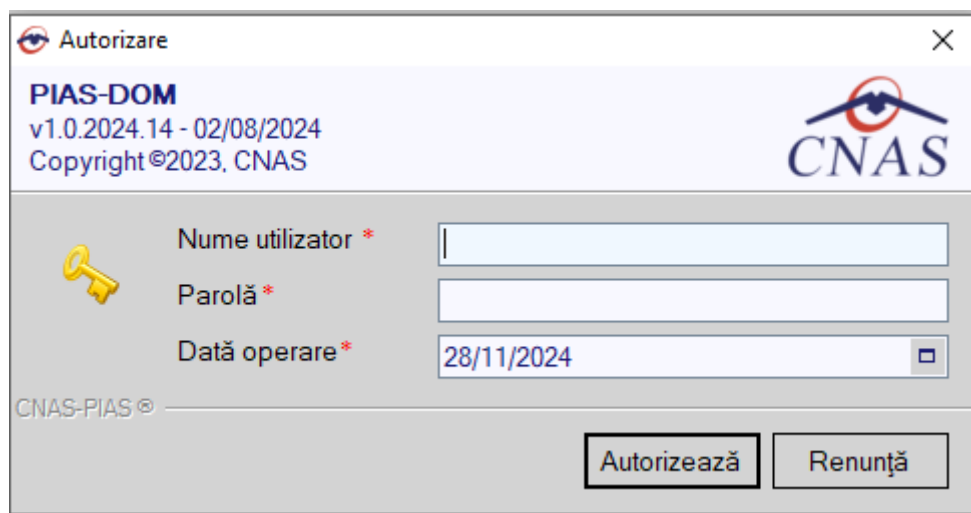 Autorizare
PIAS-DOM
v1.0.2024.14 - 02/08/2024
Copyright ©2023, CNAS
CNAS
Nume utilizator *
Parolă *
Dată operare *
28/11/2024
CNAS-PIAS ®
Autorizează
Renunţă